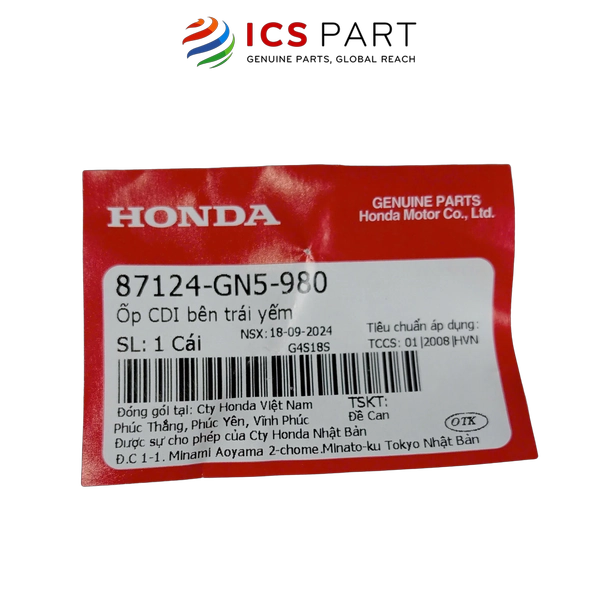 ICS PART
GENUINE PARTS, GLOBAL REACH
HONDA
GENUINE PARTS
Honda Motor Co., Ltd.
87124-GN5-980
Ốp CDI bên trái yếm
SL: 1 Cái
NSX: 18-09-2024
G4S18S
Tiêu chuẩn áp dụng:
TCCS: 01|2008|HVN
TSKT:
Đề Can
Đóng gói tại: Cty Honda Việt Nam
Phúc Thắng, Phúc Yên, Vĩnh Phúc
Được sự cho phép của Cty Honda Nhật Bản
Đ.C 1-1. Minami Aoyama 2-chome.Minato-ku Tokyo Nhật Bản
OTK